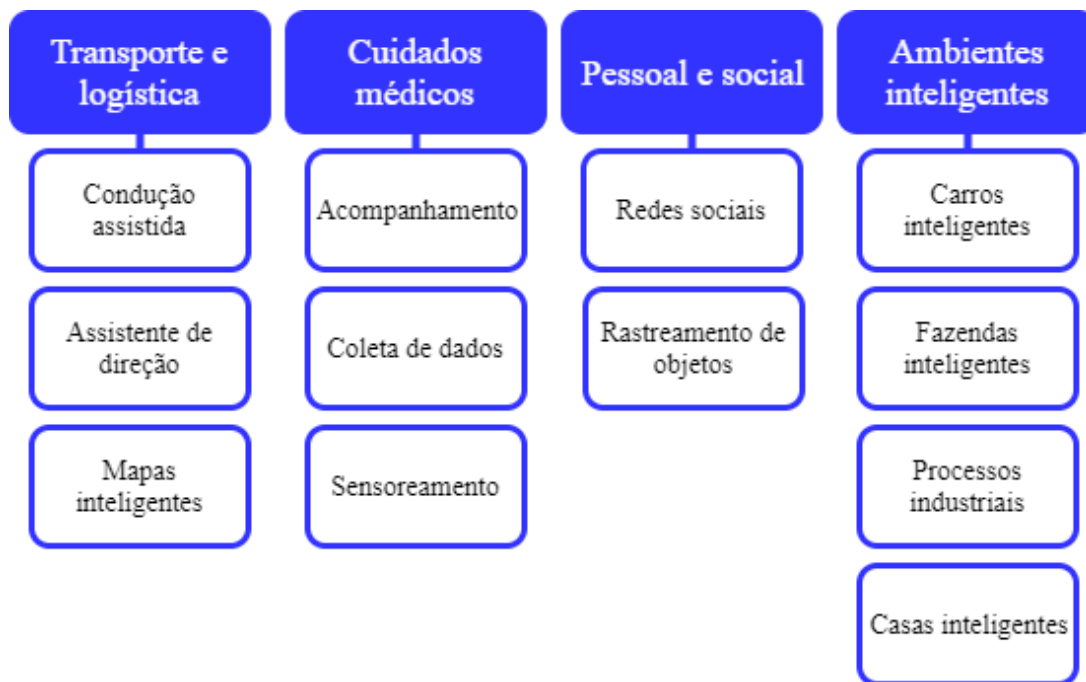 Transporte e
logística
Condução
assistida
Assistente de
direção
Mapas
inteligentes
Cuidados
médicos
Acompanhamento
Coleta de dados
Sensoreamento
Pessoal e social
Redes sociais
Rastreamento de
objetos
Ambientes
inteligentes
Carros
inteligentes
Fazendas
inteligentes
Processos
industriais
Casas inteligentes